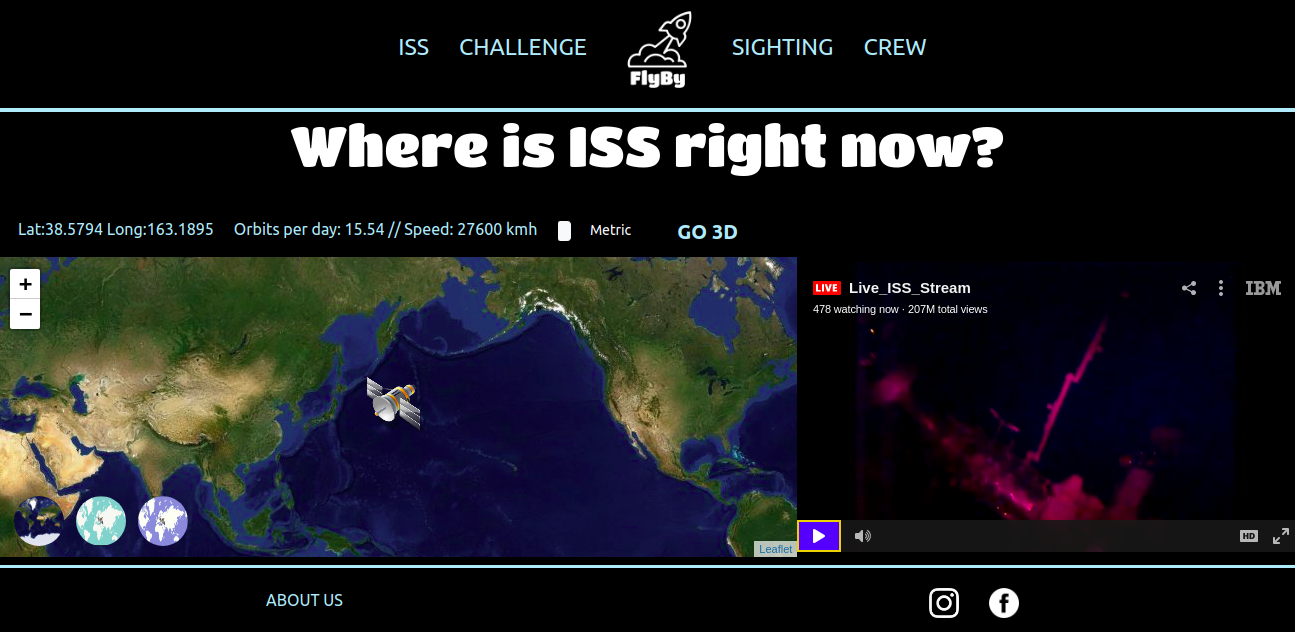 ISS CHALLENGE FlyBy SIGHTING CREW
Where is ISS right now?
Lat:38.5794 Long:163.1895 Orbits per day: 15.54 // Speed: 27600 kmh Metric GO 3D
+
−
LIVE Live_ISS_Stream IBM
478 watching now · 207M total views
HD
Leaflet
ABOUT US